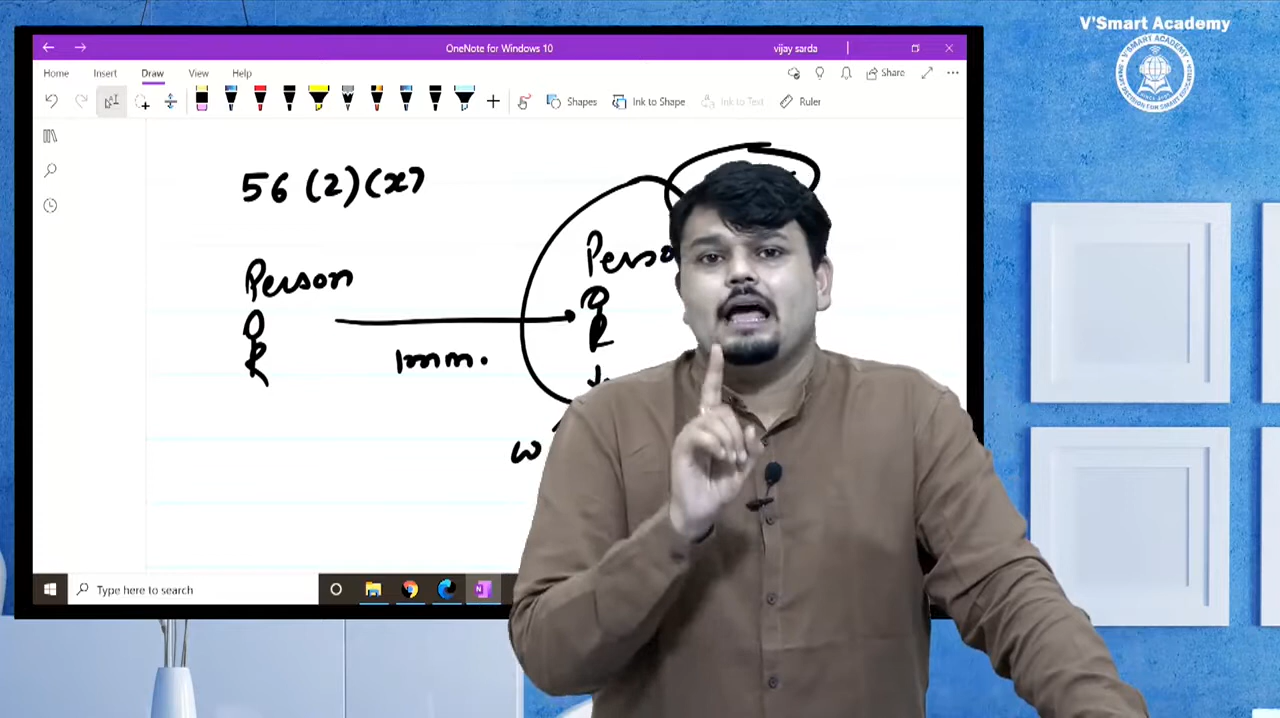 V'Smart Academy
OneNote for Windows 10
vijay sarda
Home Insert Draw View Help
Share
Shapes Ink to Shape Ink to Text Ruler
56 (2) (x)
Person
Perso
O
R
O
R
Imm.
w
Type here to search